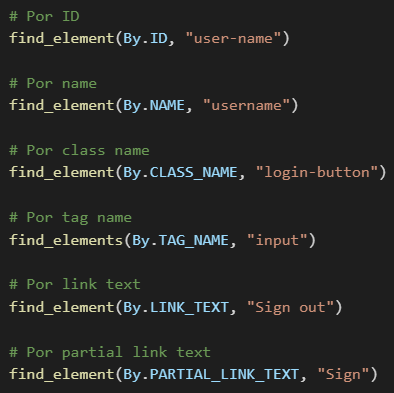 # Por ID
find_element(By.ID, "user-name")
# Por name
find_element(By.NAME, "username")
# Por class name
find_element(By.CLASS_NAME, "login-button")
# Por tag name
find_elements(By.TAG_NAME, "input")
# Por link text
find_element(By.LINK_TEXT, "Sign out")
# Por partial link text
find_element(By.PARTIAL_LINK_TEXT, "Sign")